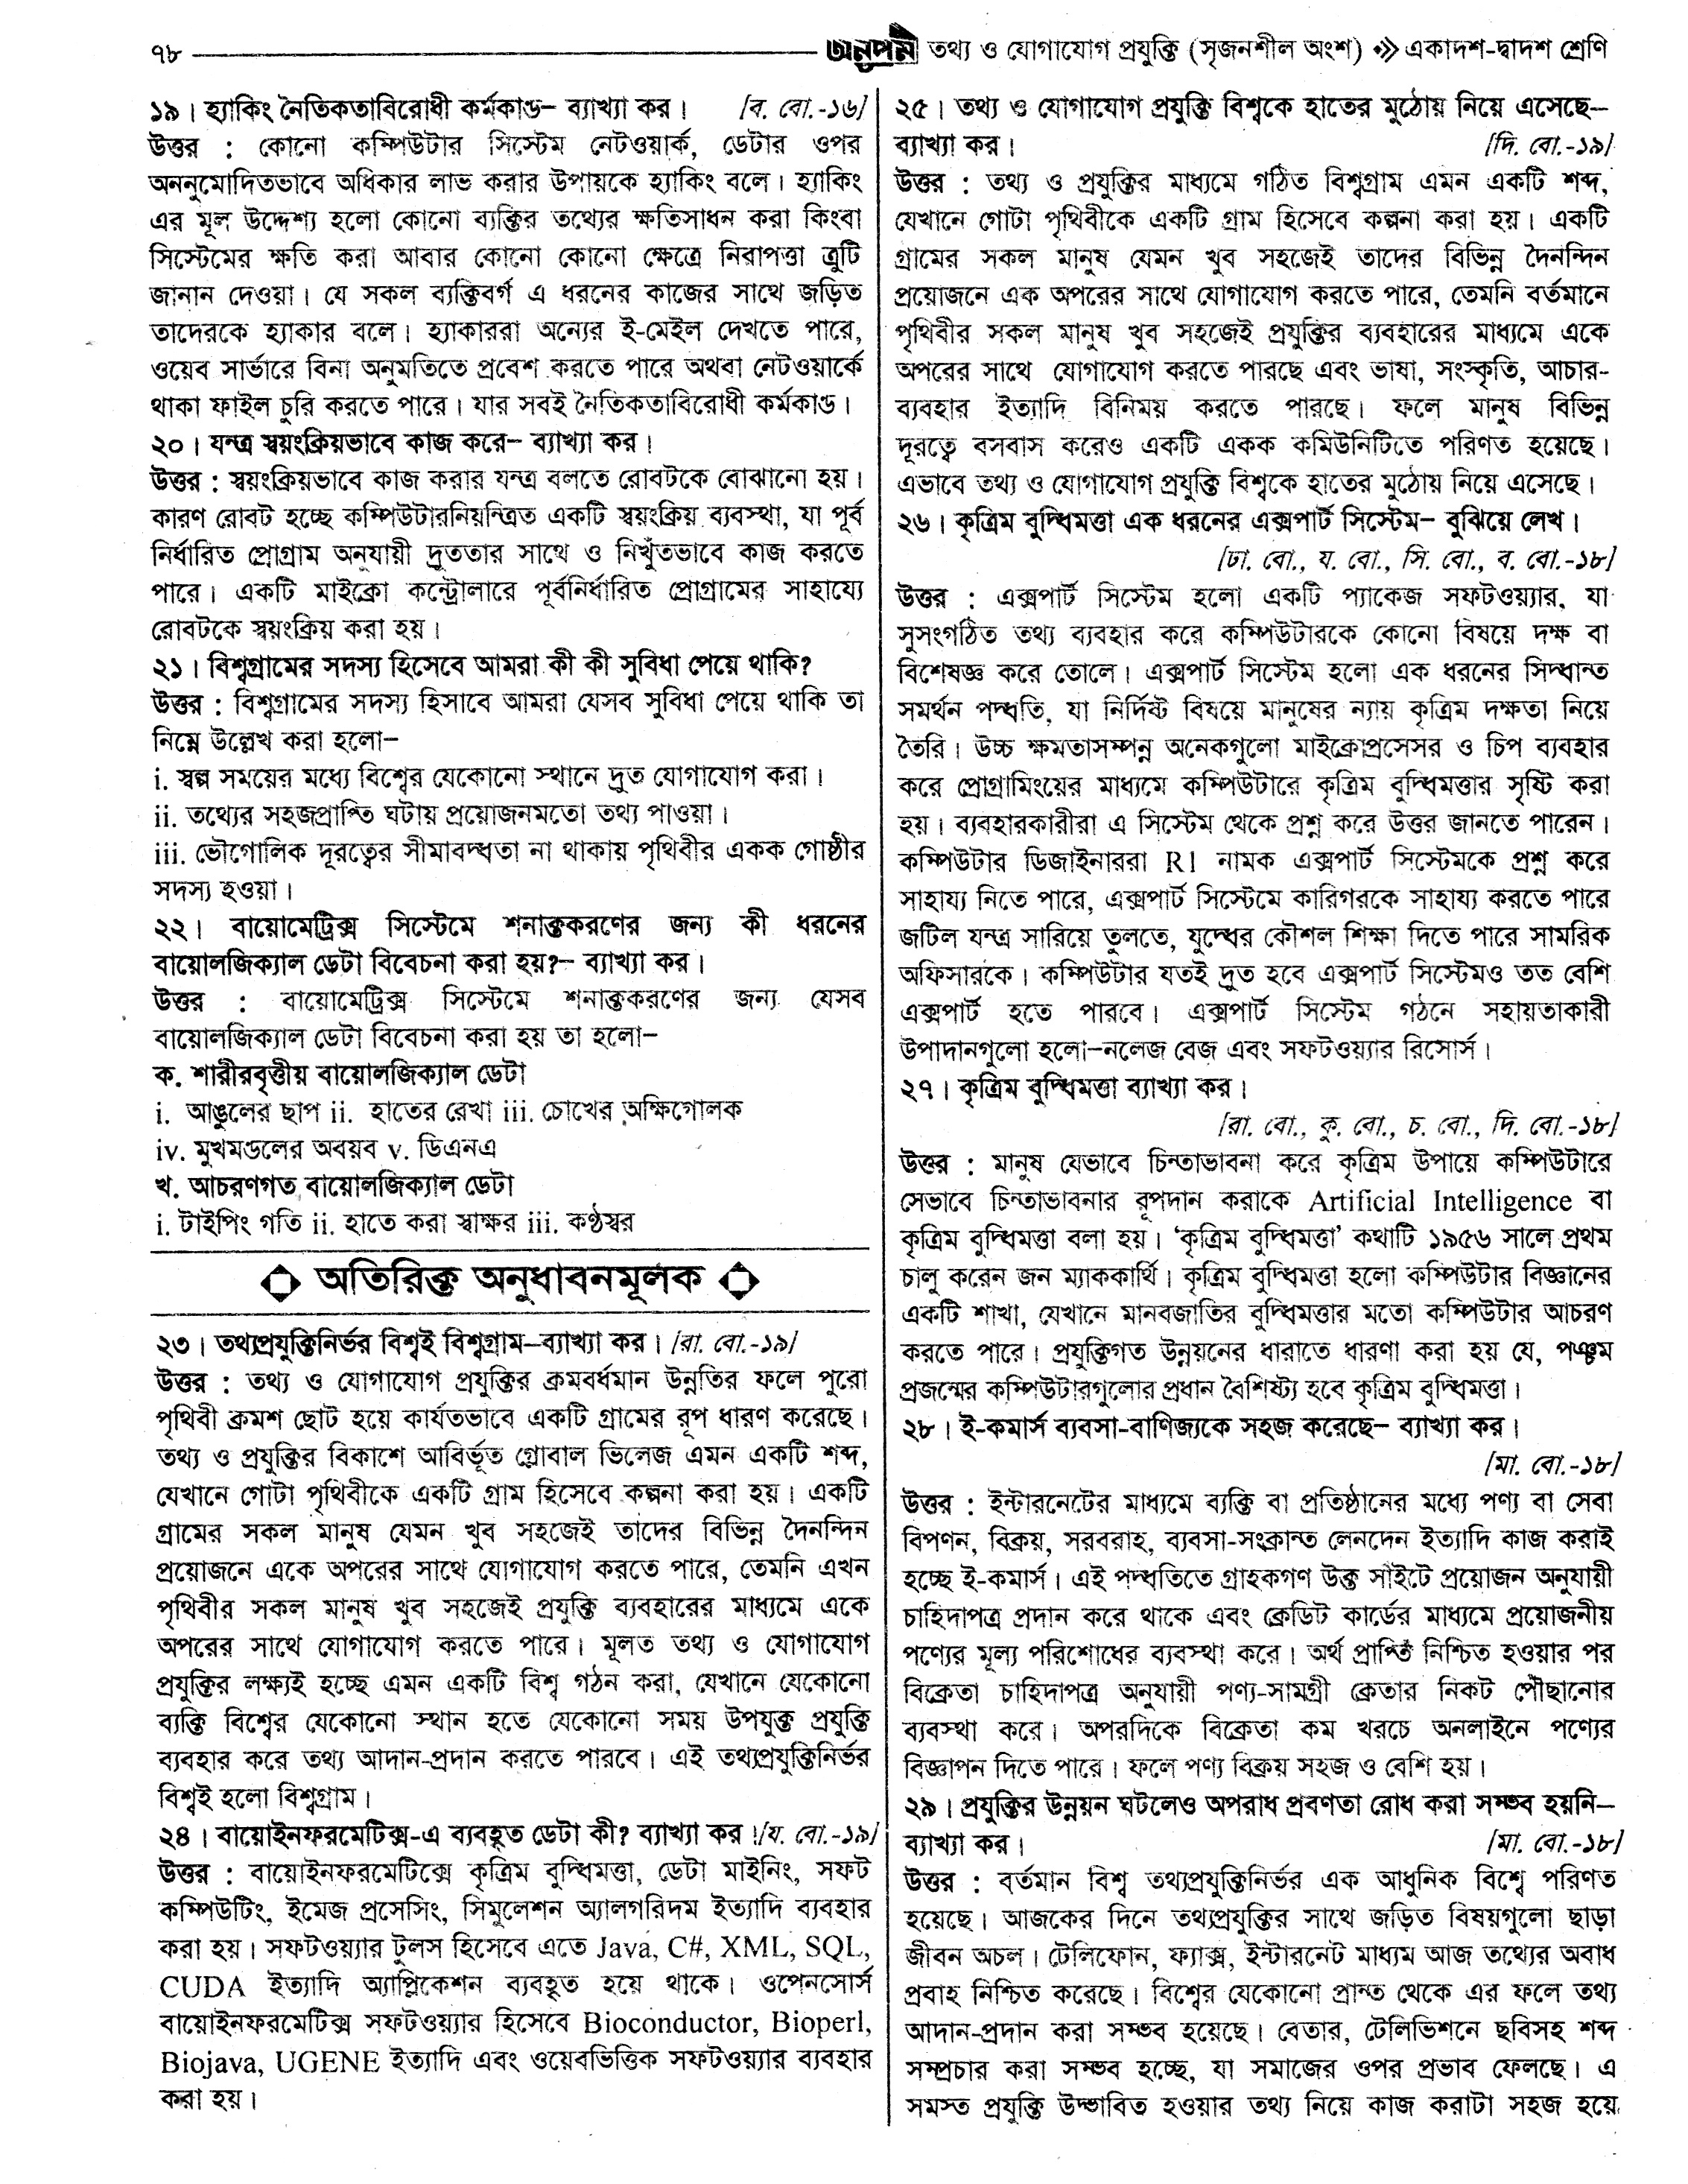 ৭৮
অনুপম তথ্য ও যোগাযোগ প্রযুক্তি (সৃজনশীল অংশ) একাদশ-দ্বাদশ শ্রেণি
১৯। হ্যাকিং নৈতিকতাবিরোধী কর্মকাণ্ড– ব্যাখ্যা কর। [ব. বো.-১৬]
উত্তর : কোনো কম্পিউটার সিস্টেম নেটওয়ার্ক, ডেটার ওপর
অননুমোদিতভাবে অধিকার লাভ করার উপায়কে হ্যাকিং বলে। হ্যাকিং
এর মূল উদ্দেশ্য হলো কোনো ব্যক্তির তথ্যের ক্ষতিসাধন করা কিংবা
সিস্টেমের ক্ষতি করা আবার কোনো কোনো ক্ষেত্রে নিরাপত্তা ত্রুটি
জানান দেওয়া। যে সকল ব্যক্তিবর্গ এ ধরনের কাজের সাথে জড়িত
তাদেরকে হ্যাকার বলে। হ্যাকাররা অন্যের ই-মেইল দেখতে পারে,
ওয়েব সার্ভারে বিনা অনুমতিতে প্রবেশ করতে পারে অথবা নেটওয়ার্কে
থাকা ফাইল চুরি করতে পারে। যার সবই নৈতিকতাবিরোধী কর্মকাণ্ড।
২০। যন্ত্র স্বয়ংক্রিয়ভাবে কাজ করে– ব্যাখ্যা কর।
উত্তর : স্বয়ংক্রিয়ভাবে কাজ করার যন্ত্র বলতে রোবটকে বোঝানো হয়।
কারণ রোবট হচ্ছে কম্পিউটারনিয়ন্ত্রিত একটি স্বয়ংক্রিয় ব্যবস্থা, যা পূর্ব
নির্ধারিত প্রোগ্রাম অনুযায়ী দ্রুততার সাথে ও নিখুঁতভাবে কাজ করতে
পারে। একটি মাইক্রো কন্ট্রোলারে পূর্বনির্ধারিত প্রোগ্রামের সাহায্যে
রোবটকে স্বয়ংক্রিয় করা হয়।
২১। বিশ্বগ্রামের সদস্য হিসেবে আমরা কী কী সুবিধা পেয়ে থাকি?
উত্তর : বিশ্বগ্রামের সদস্য হিসাবে আমরা যেসব সুবিধা পেয়ে থাকি তা
নিম্নে উল্লেখ করা হলো–
i. স্বল্প সময়ের মধ্যে বিশ্বের যেকোনো স্থানে দ্রুত যোগাযোগ করা।
ii. তথ্যের সহজপ্রাপ্তি ঘটায় প্রয়োজনমতো তথ্য পাওয়া।
iii. ভৌগোলিক দূরত্বের সীমাবদ্ধতা না থাকায় পৃথিবীর একক গোষ্ঠীর
সদস্য হওয়া।
২২। বায়োমেট্রিক্স সিস্টেমে শনাক্তকরণের জন্য কী ধরনের
বায়োলজিক্যাল ডেটা বিবেচনা করা হয়?– ব্যাখ্যা কর।
উত্তর : বায়োমেট্রিক্স সিস্টেমে শনাক্তকরণের জন্য যেসব
বায়োলজিক্যাল ডেটা বিবেচনা করা হয় তা হলো–
ক. শারীরবৃত্তীয় বায়োলজিক্যাল ডেটা
i. আঙুলের ছাপ ii. হাতের রেখা iii. চোখের অক্ষিগোলক
iv. মুখমণ্ডলের অবয়ব v. ডিএনএ
খ. আচরণগত বায়োলজিক্যাল ডেটা
i. টাইপিং গতি ii. হাতে করা স্বাক্ষর iii. কণ্ঠস্বর
অতিরিক্ত অনুধাবনমূলক
২৩। তথ্যপ্রযুক্তিনির্ভর বিশ্বই বিশ্বগ্রাম–ব্যাখ্যা কর। [রা. বো.-১৯]
উত্তর : তথ্য ও যোগাযোগ প্রযুক্তির ক্রমবর্ধমান উন্নতির ফলে পুরো
পৃথিবী ক্রমশ ছোট হয়ে কার্যতভাবে একটি গ্রামের রূপ ধারণ করেছে।
তথ্য ও প্রযুক্তির বিকাশে আবির্ভূত গ্লোবাল ভিলেজ এমন একটি শব্দ,
যেখানে গোটা পৃথিবীকে একটি গ্রাম হিসেবে কল্পনা করা হয়। একটি
গ্রামের সকল মানুষ যেমন খুব সহজেই তাদের বিভিন্ন দৈনন্দিন
প্রয়োজনে একে অপরের সাথে যোগাযোগ করতে পারে, তেমনি এখন
পৃথিবীর সকল মানুষ খুব সহজেই প্রযুক্তি ব্যবহারের মাধ্যমে একে
অপরের সাথে যোগাযোগ করতে পারে। মূলত তথ্য ও যোগাযোগ
প্রযুক্তির লক্ষ্যই হচ্ছে এমন একটি বিশ্ব গঠন করা, যেখানে যেকোনো
ব্যক্তি বিশ্বের যেকোনো স্থান হতে যেকোনো সময় উপযুক্ত প্রযুক্তি
ব্যবহার করে তথ্য আদান-প্রদান করতে পারবে। এই তথ্যপ্রযুক্তিনির্ভর
বিশ্বই হলো বিশ্বগ্রাম।
২৪। বায়োইনফরমেটিক্স-এ ব্যবহৃত ডেটা কী? ব্যাখ্যা কর। [য. বো.-১৯]
উত্তর : বায়োইনফরমেটিক্সে কৃত্রিম বুদ্ধিমত্তা, ডেটা মাইনিং, সফট
কম্পিউটিং, ইমেজ প্রসেসিং, সিমুলেশন অ্যালগরিদম ইত্যাদি ব্যবহার
করা হয়। সফটওয়্যার টুলস হিসেবে এতে Java, C#, XML, SQL,
CUDA ইত্যাদি অ্যাপ্লিকেশন ব্যবহৃত হয়ে থাকে। ওপেনসোর্স
বায়োইনফরমেটিক্স সফটওয়্যার হিসেবে Bioconductor, Bioperl,
Biojava, UGENE ইত্যাদি এবং ওয়েবভিত্তিক সফটওয়্যার ব্যবহার
করা হয়।
২৫। তথ্য ও যোগাযোগ প্রযুক্তি বিশ্বকে হাতের মুঠোয় নিয়ে এসেছে–
ব্যাখ্যা কর। [দি. বো.-১৯]
উত্তর : তথ্য ও প্রযুক্তির মাধ্যমে গঠিত বিশ্বগ্রাম এমন একটি শব্দ,
যেখানে গোটা পৃথিবীকে একটি গ্রাম হিসেবে কল্পনা করা হয়। একটি
গ্রামের সকল মানুষ যেমন খুব সহজেই তাদের বিভিন্ন দৈনন্দিন
প্রয়োজনে এক অপরের সাথে যোগাযোগ করতে পারে, তেমনি বর্তমানে
পৃথিবীর সকল মানুষ খুব সহজেই প্রযুক্তির ব্যবহারের মাধ্যমে একে
অপরের সাথে যোগাযোগ করতে পারছে এবং ভাষা, সংস্কৃতি, আচার-
ব্যবহার ইত্যাদি বিনিময় করতে পারছে। ফলে মানুষ বিভিন্ন
দূরত্বে বসবাস করেও একটি একক কমিউনিটিতে পরিণত হয়েছে।
এভাবে তথ্য ও যোগাযোগ প্রযুক্তি বিশ্বকে হাতের মুঠোয় নিয়ে এসেছে।
২৬। কৃত্রিম বুদ্ধিমত্তা এক ধরনের এক্সপার্ট সিস্টেম– বুঝিয়ে লেখ।
[ঢা. বো., য. বো., সি. বো., ব. বো.-১৮]
উত্তর : এক্সপার্ট সিস্টেম হলো একটি প্যাকেজ সফটওয়্যার, যা
সুসংগঠিত তথ্য ব্যবহার করে কম্পিউটারকে কোনো বিষয়ে দক্ষ বা
বিশেষজ্ঞ করে তোলে। এক্সপার্ট সিস্টেম হলো এক ধরনের সিদ্ধান্ত
সমর্থন পদ্ধতি, যা নির্দিষ্ট বিষয়ে মানুষের ন্যায় কৃত্রিম দক্ষতা নিয়ে
তৈরি। উচ্চ ক্ষমতাসম্পন্ন অনেকগুলো মাইক্রোপ্রসেসর ও চিপ ব্যবহার
করে প্রোগ্রামিংয়ের মাধ্যমে কম্পিউটারে কৃত্রিম বুদ্ধিমত্তার সৃষ্টি করা
হয়। ব্যবহারকারীরা এ সিস্টেম থেকে প্রশ্ন করে উত্তর জানতে পারেন।
কম্পিউটার ডিজাইনাররা R1 নামক এক্সপার্ট সিস্টেমকে প্রশ্ন করে
সাহায্য নিতে পারে, এক্সপার্ট সিস্টেমে কারিগরকে সাহায্য করতে পারে
জটিল যন্ত্র সারিয়ে তুলতে, যুদ্ধের কৌশল শিক্ষা দিতে পারে সামরিক
অফিসারকে। কম্পিউটার যতই দ্রুত হবে এক্সপার্ট সিস্টেমও তত বেশি
এক্সপার্ট হতে পারবে। এক্সপার্ট সিস্টেম গঠনে সহায়তাকারী
উপাদানগুলো হলো–নলেজ বেজ এবং সফটওয়্যার রিসোর্স।
২৭। কৃত্রিম বুদ্ধিমত্তা ব্যাখ্যা কর।
[রা. বো., কু. বো., চ. বো., দি. বো.-১৮]
উত্তর : মানুষ যেভাবে চিন্তাভাবনা করে কৃত্রিম উপায়ে কম্পিউটারে
সেভাবে চিন্তাভাবনার রূপদান করাকে Artificial Intelligence বা
কৃত্রিম বুদ্ধিমত্তা বলা হয়। ‘কৃত্রিম বুদ্ধিমত্তা’ কথাটি ১৯৫৬ সালে প্রথম
চালু করেন জন ম্যাককার্থি। কৃত্রিম বুদ্ধিমত্তা হলো কম্পিউটার বিজ্ঞানের
একটি শাখা, যেখানে মানবজাতির বুদ্ধিমত্তার মতো কম্পিউটার আচরণ
করতে পারে। প্রযুক্তিগত উন্নয়নের ধারাতে ধারণা করা হয় যে, পঞ্চম
প্রজন্মের কম্পিউটারগুলোর প্রধান বৈশিষ্ট্য হবে কৃত্রিম বুদ্ধিমত্তা।
২৮। ই-কমার্স ব্যবসা-বাণিজ্যকে সহজ করেছে– ব্যাখ্যা কর।
[মা. বো.-১৮]
উত্তর : ইন্টারনেটের মাধ্যমে ব্যক্তি বা প্রতিষ্ঠানের মধ্যে পণ্য বা সেবা
বিপণন, বিক্রয়, সরবরাহ, ব্যবসা-সংক্রান্ত লেনদেন ইত্যাদি কাজ করাই
হচ্ছে ই-কমার্স। এই পদ্ধতিতে গ্রাহকগণ উক্ত সাইটে প্রয়োজন অনুযায়ী
চাহিদাপত্র প্রদান করে থাকে এবং ক্রেডিট কার্ডের মাধ্যমে প্রয়োজনীয়
পণ্যের মূল্য পরিশোধের ব্যবস্থা করে। অর্থ প্রাপ্তি নিশ্চিত হওয়ার পর
বিক্রেতা চাহিদাপত্র অনুযায়ী পণ্য-সামগ্রী ক্রেতার নিকট পৌঁছানোর
ব্যবস্থা করে। অপরদিকে বিক্রেতা কম খরচে অনলাইনে পণ্যের
বিজ্ঞাপন দিতে পারে। ফলে পণ্য বিক্রয় সহজ ও বেশি হয়।
২৯। প্রযুক্তির উন্নয়ন ঘটলেও অপরাধ প্রবণতা রোধ করা সম্ভব হয়নি–
ব্যাখ্যা কর। [মা. বো.-১৮]
উত্তর : বর্তমান বিশ্ব তথ্যপ্রযুক্তিনির্ভর এক আধুনিক বিশ্বে পরিণত
হয়েছে। আজকের দিনে তথ্যপ্রযুক্তির সাথে জড়িত বিষয়গুলো ছাড়া
জীবন অচল। টেলিফোন, ফ্যাক্স, ইন্টারনেট মাধ্যম আজ তথ্যের অবাধ
প্রবাহ নিশ্চিত করেছে। বিশ্বের যেকোনো প্রান্ত থেকে এর ফলে তথ্য
আদান-প্রদান করা সম্ভব হয়েছে। বেতার, টেলিভিশনে ছবিসহ শব্দ
সম্প্রচার করা সম্ভব হচ্ছে, যা সমাজের ওপর প্রভাব ফেলছে। এ
সমস্ত প্রযুক্তি উদ্ভাবিত হওয়ার তথ্য নিয়ে কাজ করাটা সহজ হয়ে